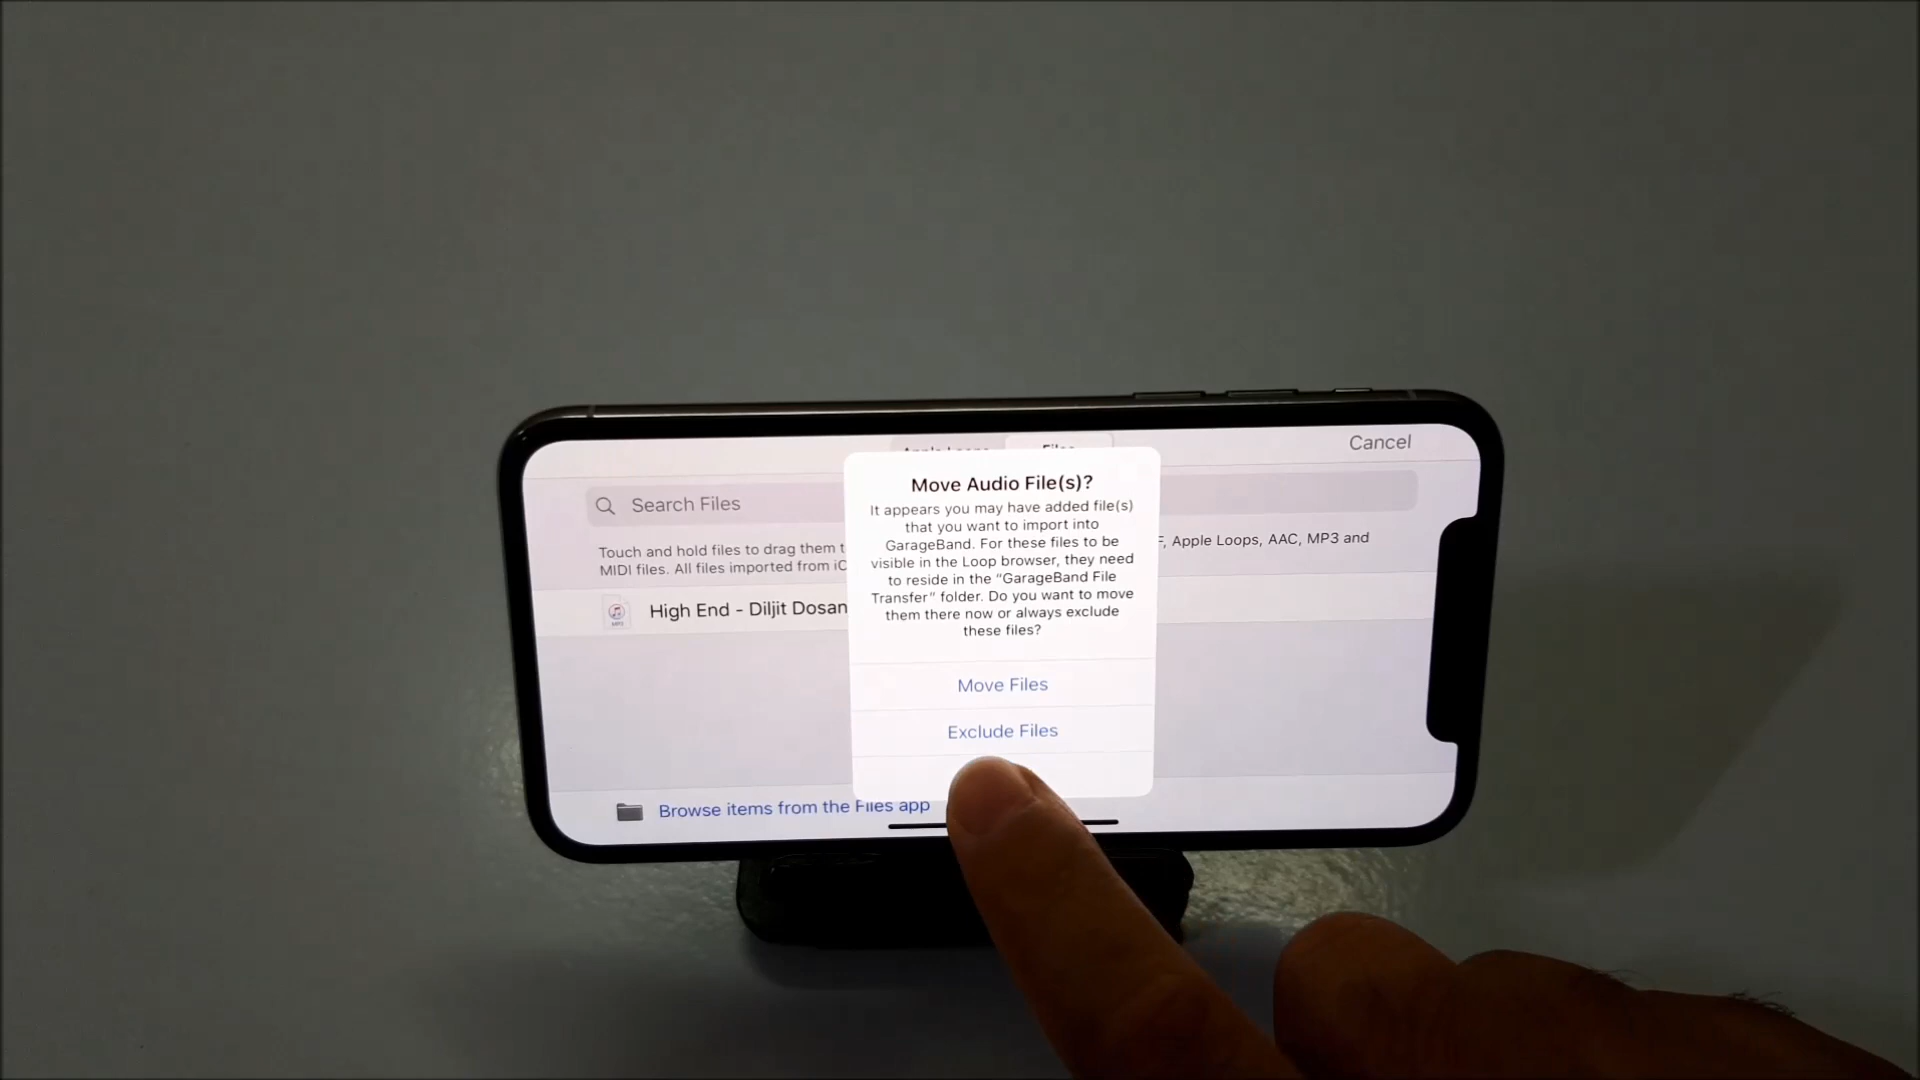 Apple Loops
Files
Cancel
Search Files
Touch and hold files to drag them t
F, Apple Loops, AAC, MP3 and
MIDI files. All files imported from iC
High End - Diljit Dosan
Move Audio File(s)?
It appears you may have added file(s)
that you want to import into
GarageBand. For these files to be
visible in the Loop browser, they need
to reside in the “GarageBand File
Transfer” folder. Do you want to move
them there now or always exclude
these files?
Move Files
Exclude Files
Browse items from the Files app